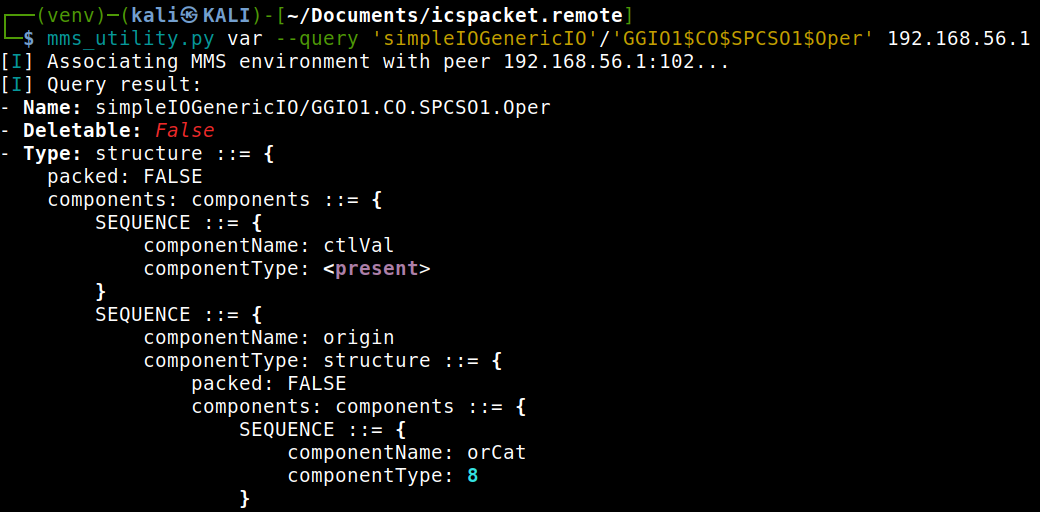 ┌──(venv)─(kali㉿KALI)-[~/Documents/icspacket.remote]
└─$ mms_utility.py var --query 'simpleIOGenericIO'/'GGIO1$CO$SPCSO1$Oper' 192.168.56.1
[I] Associating MMS environment with peer 192.168.56.1:102...
[I] Query result:
- Name: simpleIOGenericIO/GGIO1.CO.SPCSO1.Oper
- Deletable: False
- Type: structure ::= {
    packed: FALSE
    components: components ::= {
        SEQUENCE ::= {
            componentName: ctlVal
            componentType: <present>
        }
        SEQUENCE ::= {
            componentName: origin
            componentType: structure ::= {
                packed: FALSE
                components: components ::= {
                    SEQUENCE ::= {
                        componentName: orCat
                        componentType: 8
                    }